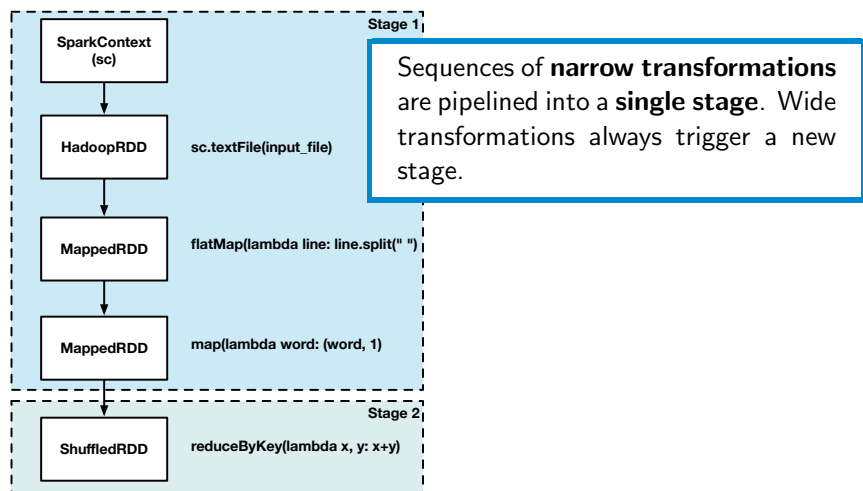 Stage 1
SparkContext
(sc)
Sequences of narrow transformations
are pipelined into a single stage. Wide
transformations always trigger a new
stage.
HadoopRDD
sc.textFile(input_file)
MappedRDD
flatMap(lambda line: line.split(" ")
MappedRDD
map(lambda word: (word, 1)
Stage 2
ShuffledRDD
reduceByKey(lambda x, y: x+y)